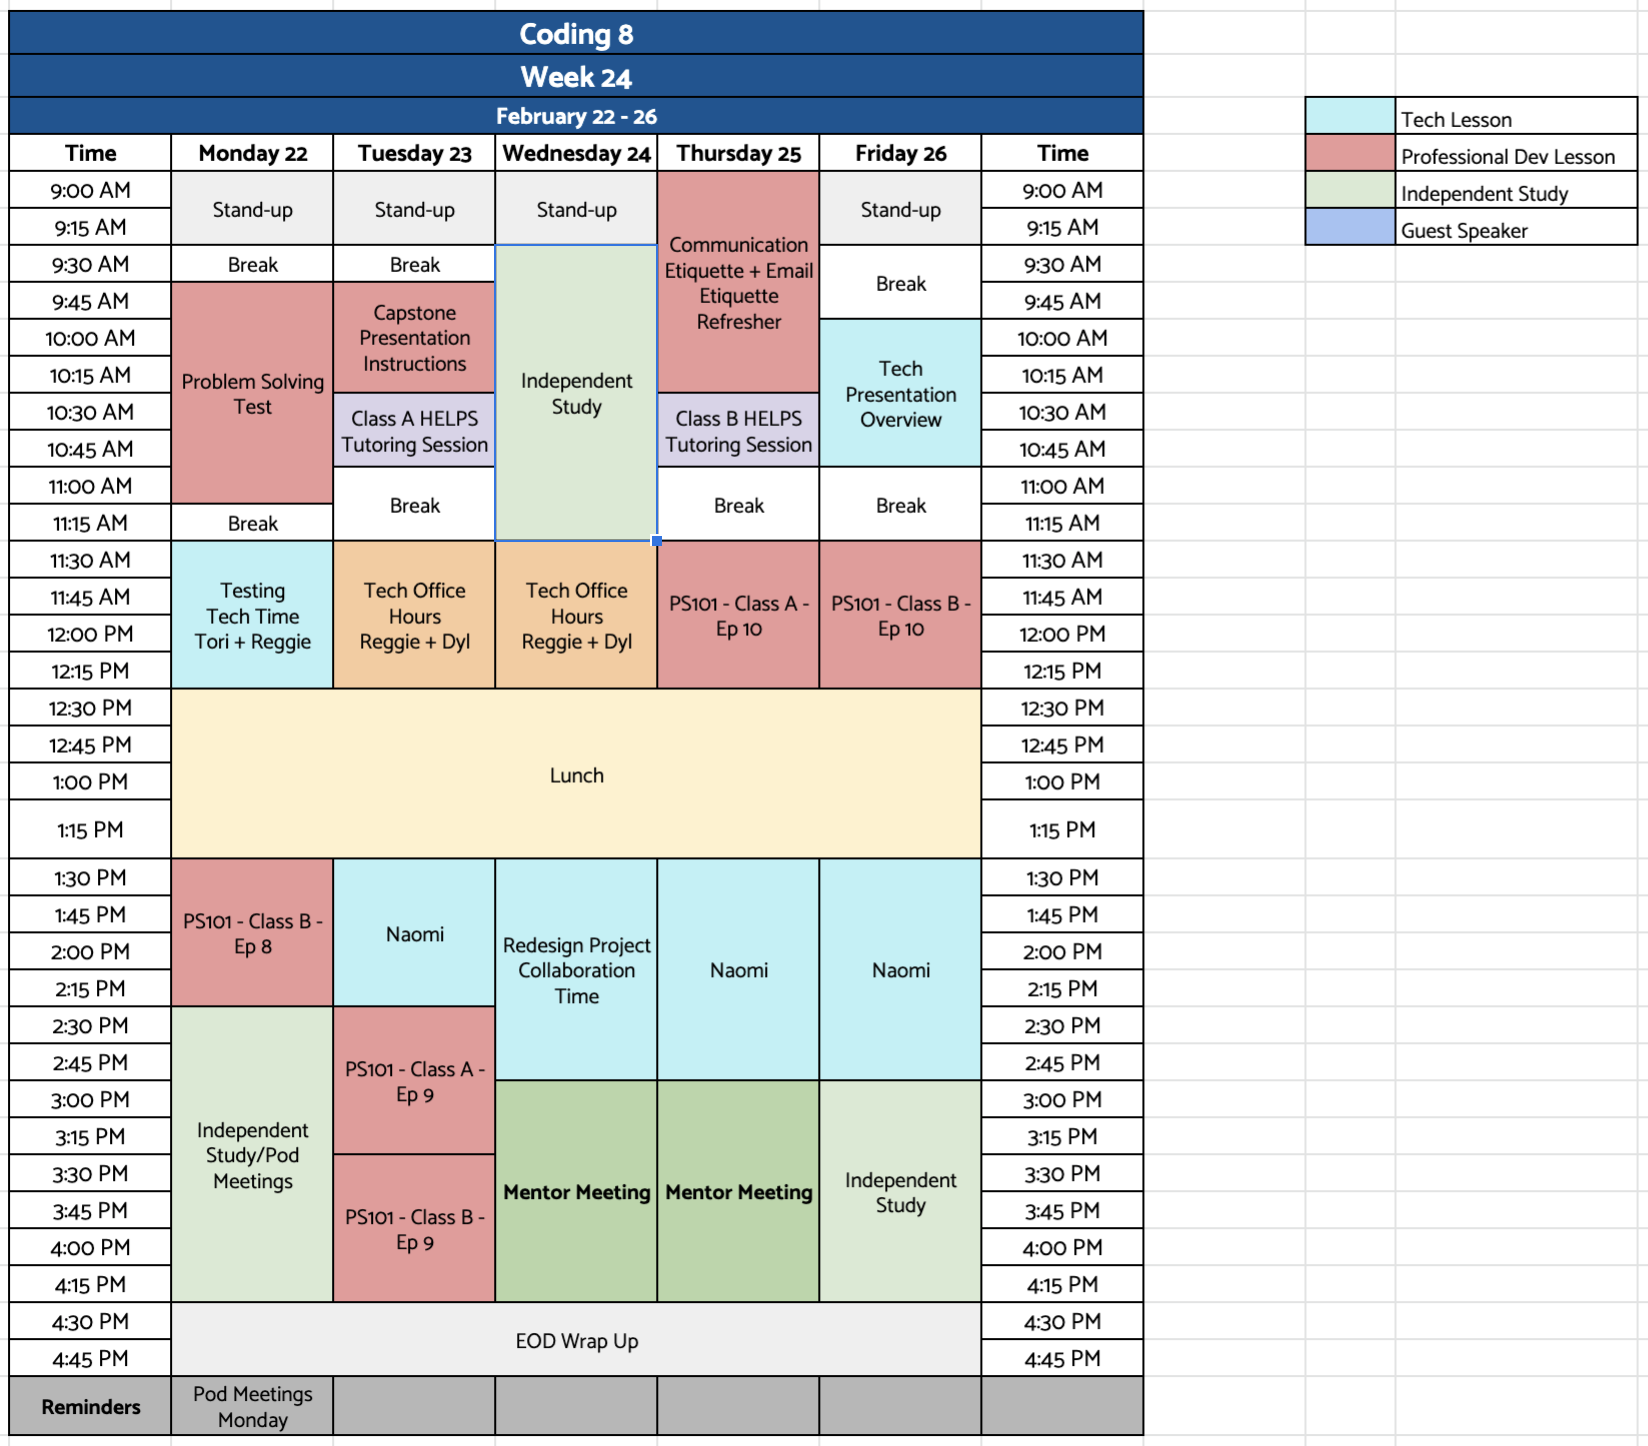 Coding 8
Week 24
February 22 - 26
Time Monday 22 Tuesday 23 Wednesday 24 Thursday 25 Friday 26 Time
Tech Lesson
Professional Dev Lesson
Independent Study
Guest Speaker
9:00 AM
9:15 AM
9:30 AM
9:45 AM
10:00 AM
10:15 AM
10:30 AM
10:45 AM
11:00 AM
11:15 AM
11:30 AM
11:45 AM
12:00 PM
12:15 PM
12:30 PM
12:45 PM
1:00 PM
1:15 PM
1:30 PM
1:45 PM
2:00 PM
2:15 PM
2:30 PM
2:45 PM
3:00 PM
3:15 PM
3:30 PM
3:45 PM
4:00 PM
4:15 PM
4:30 PM
4:45 PM
Stand-up
Break
Problem Solving
Test
Break
Testing
Tech Time
Tori + Reggie
Stand-up
Break
Capstone
Presentation
Instructions
Class A HELPS
Tutoring Session
Break
Tech Office
Hours
Reggie + Dyl
Stand-up
Independent
Study
Tech Office
Hours
Reggie + Dyl
Communication
Etiquette + Email
Etiquette
Refresher
Class B HELPS
Tutoring Session
Break
PS101 - Class A -
Ep 10
Stand-up
Break
Tech
Presentation
Overview
Break
PS101 - Class B -
Ep 10
Lunch
PS101 - Class B -
Ep 8
Independent
Study/Pod
Meetings
Naomi
PS101 - Class A -
Ep 9
PS101 - Class B -
Ep 9
Redesign Project
Collaboration
Time
Mentor Meeting
Naomi
Mentor Meeting
Naomi
Independent
Study
EOD Wrap Up
9:00 AM
9:15 AM
9:30 AM
9:45 AM
10:00 AM
10:15 AM
10:30 AM
10:45 AM
11:00 AM
11:15 AM
11:30 AM
11:45 AM
12:00 PM
12:15 PM
12:30 PM
12:45 PM
1:00 PM
1:15 PM
1:30 PM
1:45 PM
2:00 PM
2:15 PM
2:30 PM
2:45 PM
3:00 PM
3:15 PM
3:30 PM
3:45 PM
4:00 PM
4:15 PM
4:30 PM
4:45 PM
Reminders
Pod Meetings
Monday